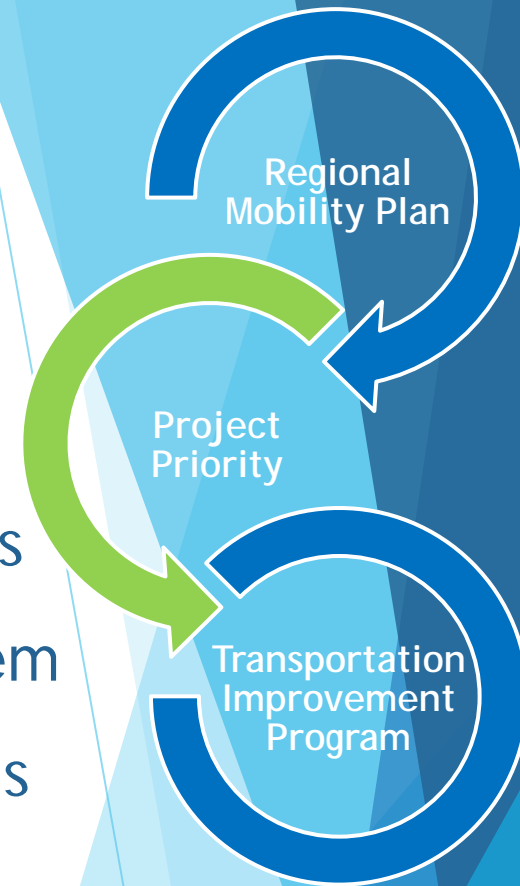 Regional
Mobility Plan
Project
Priority
Transportation
Improvement
Program